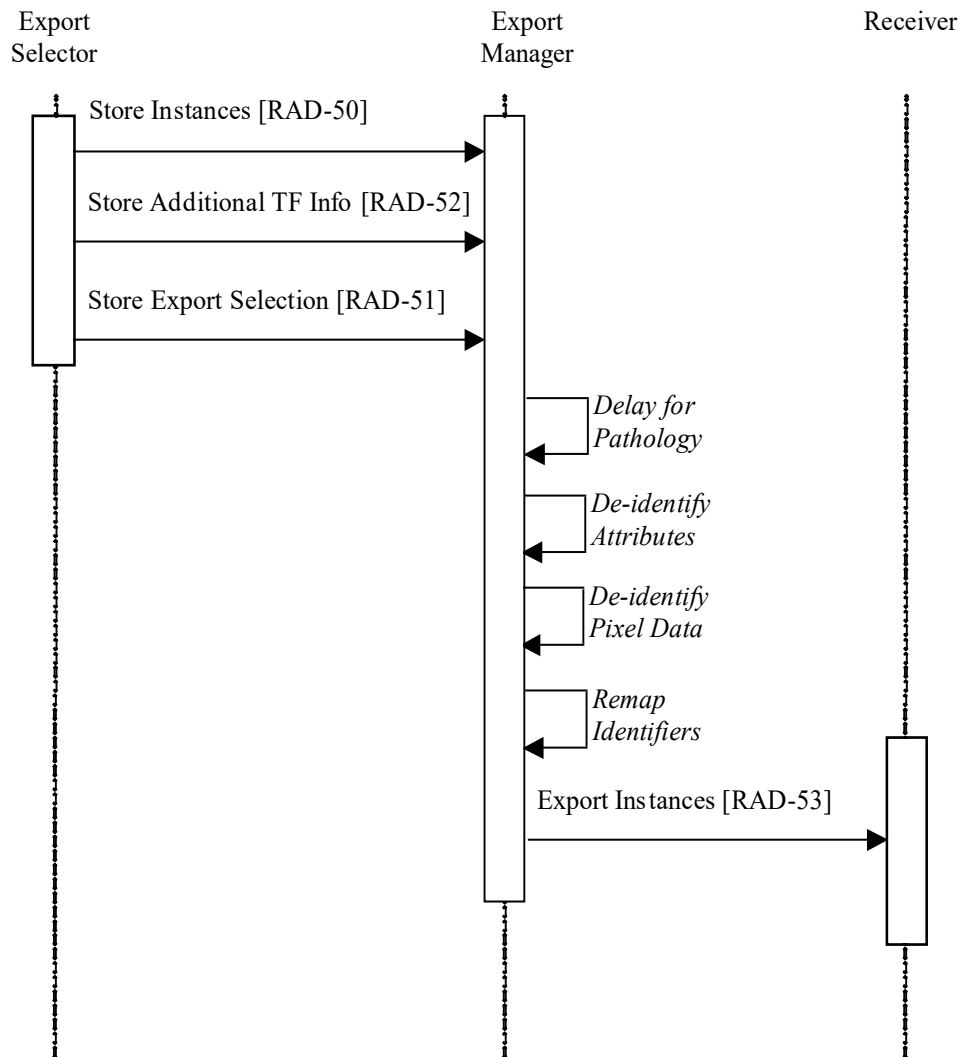 Export
Selector
Export
Manager
Receiver
Store Instances [RAD-50]
Store Additional TF Info [RAD-52]
Store Export Selection [RAD-51]
Delay for
Pathology
De-identify
Attributes
De-identify
Pixel Data
Remap
Identifiers
Export Instances [RAD-53]